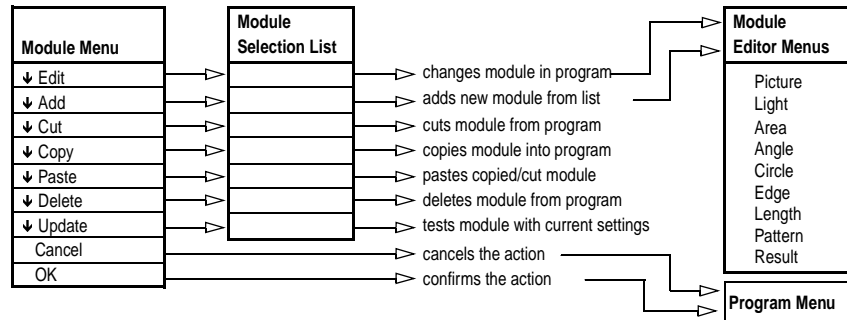 Module Menu
↓ Edit
↓ Add
↓ Cut
↓ Copy
↓ Paste
↓ Delete
↓ Update
Cancel
OK
Module
Selection List
changes module in program
adds new module from list
cuts module from program
copies module into program
pastes copied/cut module
deletes module from program
tests module with current settings
cancels the action
confirms the action
Module
Editor Menus
Picture
Light
Area
Angle
Circle
Edge
Length
Pattern
Result
Program Menu